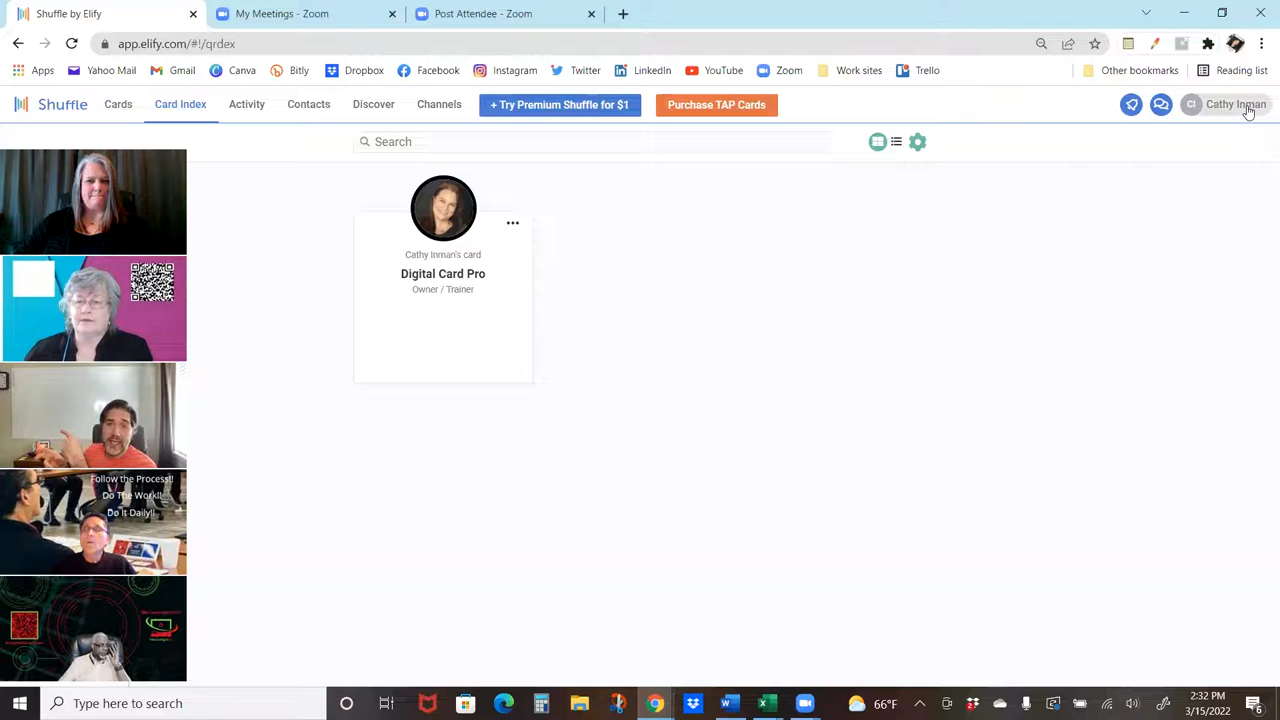 Shuffle by Elify
My Meetings - Zoom
Post Attendee - Zoom
app.elify.com/#!/qrdex
Apps Yahoo Mail Gmail Canva Bitly Dropbox Facebook Instagram Twitter LinkedIn YouTube Zoom Work sites Trello Other bookmarks Reading list
Shuffle Cards Card Index Activity Contacts Discover Channels + Try Premium Shuffle for $1 Purchase TAP Cards CI Cathy Inman
Search
Cathy Inman's card
Digital Card Pro
Owner / Trainer
Follow the Process!!
Do The Work!!
Do it Daily!!
Type here to search
66°F
2:32 PM
3/15/2022
6